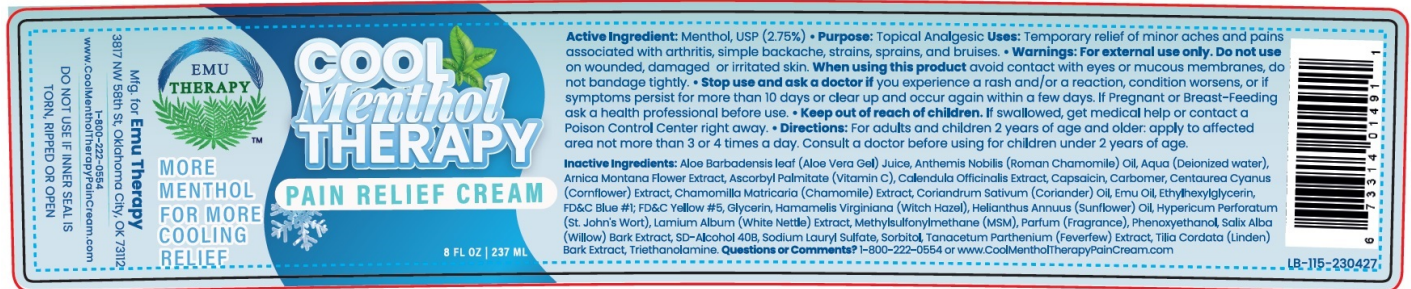 Mfg. for Emu Therapy
3817 NW 58th St, Oklahoma City, OK 73112
1-800-222-0554
www.CoolMentholTherapyPainCream.com
DO NOT USE IF INNER SEAL IS
TORN, RIPPED OR OPEN
EMU
THERAPY
™
MORE
MENTHOL
FOR MORE
COOLING
RELIEF
COOL
Menthol
THERAPY
PAIN RELIEF CREAM
8 FL OZ | 237 ML
Active Ingredient: Menthol, USP (2.75%) • Purpose: Topical Analgesic Uses: Temporary relief of minor aches and pains
associated with arthritis, simple backache, strains, sprains, and bruises. • Warnings: For external use only. Do not use
on wounded, damaged or irritated skin. When using this product avoid contact with eyes or mucous membranes, do
not bandage tightly. • Stop use and ask a doctor if you experience a rash and/or a reaction, condition worsens, or if
symptoms persist for more than 10 days or clear up and occur again within a few days. If Pregnant or Breast-Feeding
ask a health professional before use. • Keep out of reach of children. If swallowed, get medical help or contact a
Poison Control Center right away. • Directions: For adults and children 2 years of age and older: apply to affected
area not more than 3 or 4 times a day. Consult a doctor before using for children under 2 years of age.
Inactive Ingredients: Aloe Barbadensis leaf (Aloe Vera Gel) Juice, Anthemis Nobilis (Roman Chamomile) Oil, Aqua (Deionized water),
Arnica Montana Flower Extract, Ascorbyl Palmitate (Vitamin C), Calendula Officinalis Extract, Capsaicin, Carbomer, Centaurea Cyanus
(Cornflower) Extract, Chamomilla Matricaria (Chamomile) Extract, Coriandrum Sativum (Coriander) Oil, Emu Oil, Ethylhexylglycerin,
FD&C Blue #1; FD&C Yellow #5, Glycerin, Hamamelis Virginiana (Witch Hazel), Helianthus Annuus (Sunflower) Oil, Hypericum Perforatum
(St. John's Wort), Lamium Album (White Nettle) Extract, Methylsulfonylmethane (MSM), Parfum (Fragrance), Phenoxyethanol, Salix Alba
(Willow) Bark Extract, SD-Alcohol 40B, Sodium Lauryl Sulfate, Sorbitol, Tanacetum Parthenium (Feverfew) Extract, Tilia Cordata (Linden)
Bark Extract, Triethanolamine. Questions or Comments? 1-800-222-0554 or www.CoolMentholTherapyPainCream.com
6 73314 01491 1
LB-115-230427